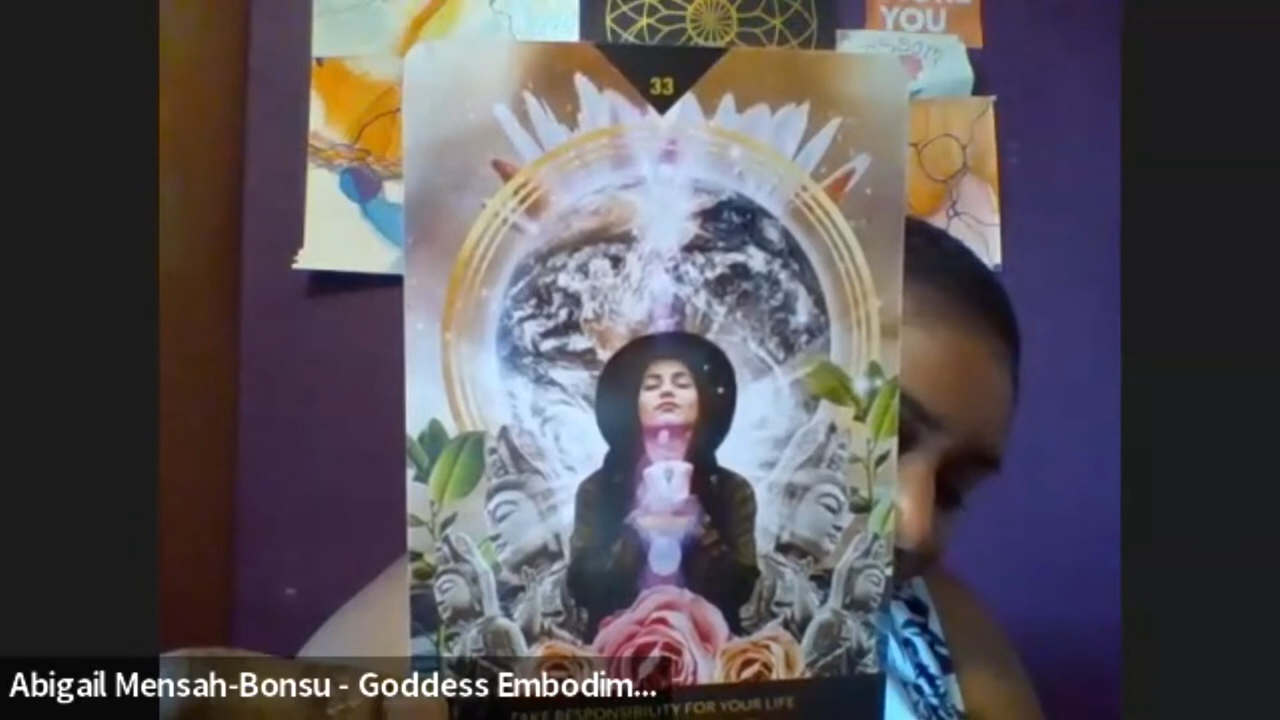 YOU
33
Abigail Mensah-Bonsu - Goddess Embodim...
TAKE RESPONSIBILITY FOR YOUR LIFE